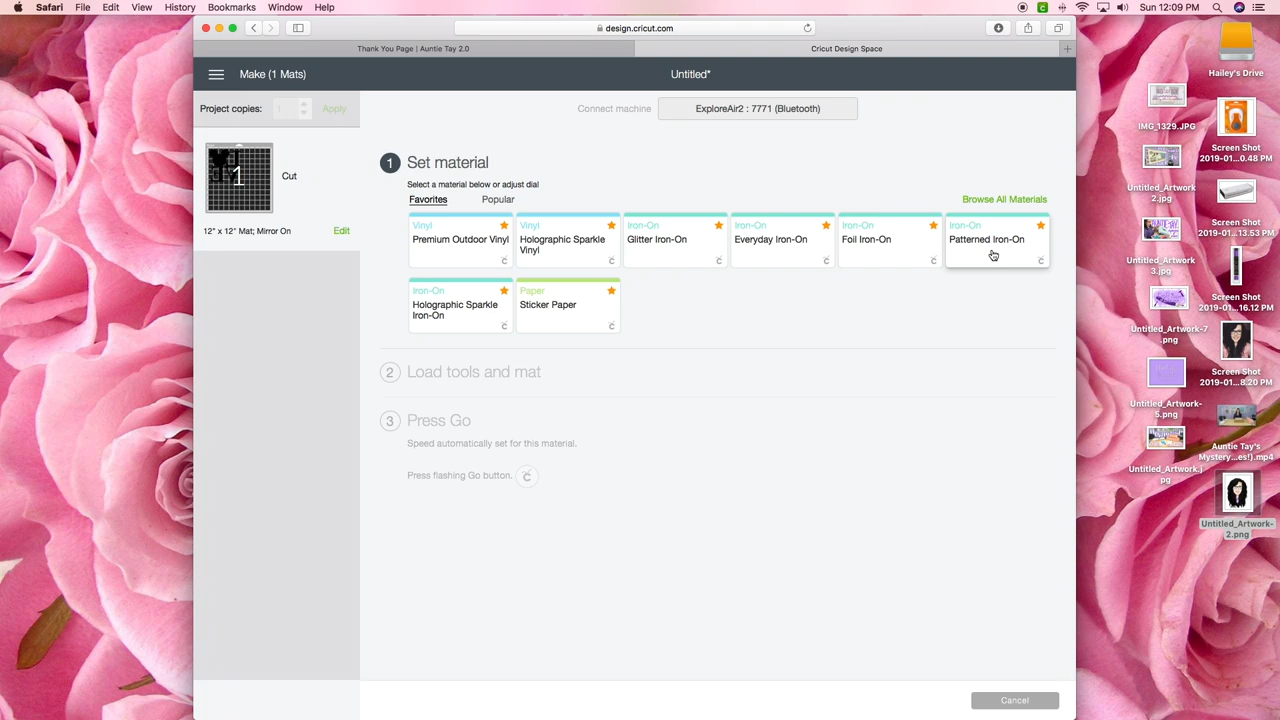 Safari File Edit View History Bookmarks Window Help
Sun 12:09 PM
design.cricut.com
Thank You Page | Auntie Tay 2.0
Cricut Design Space
Make (1 Mats)
Untitled*
Project copies: 1 Apply
Connect machine
ExploreAir2 : 7771 (Bluetooth)
1
Cut
12" x 12" Mat; Mirror On
Edit
1 Set material
Select a material below or adjust dial
Favorites Popular
Browse All Materials
Vinyl
Premium Outdoor Vinyl
Vinyl
Holographic Sparkle
Vinyl
Iron-On
Glitter Iron-On
Iron-On
Everyday Iron-On
Iron-On
Foil Iron-On
Iron-On
Patterned Iron-On
Iron-On
Holographic Sparkle
Iron-On
Paper
Sticker Paper
2 Load tools and mat
3 Press Go
Speed automatically set for this material.
Press flashing Go button.
Cancel
Hailey's Drive
IMG_1329.JPG
Screen Shot
2019-01...0.48 PM
Untitled_Artwork
2.jpg
Screen Shot
2019-01...13.53 PM
Untitled_Artwork
3.jpg
Screen Shot
2019-01...16.12 PM
Untitled_Artwork-7
.png
Screen Shot
2019-01...8.20 PM
Untitled_Artwork-
5.png
Auntie Tay's
Mystery...es!).mp4
Untitled_Artwork.j
pg
Untitled_Artwork-
2.png